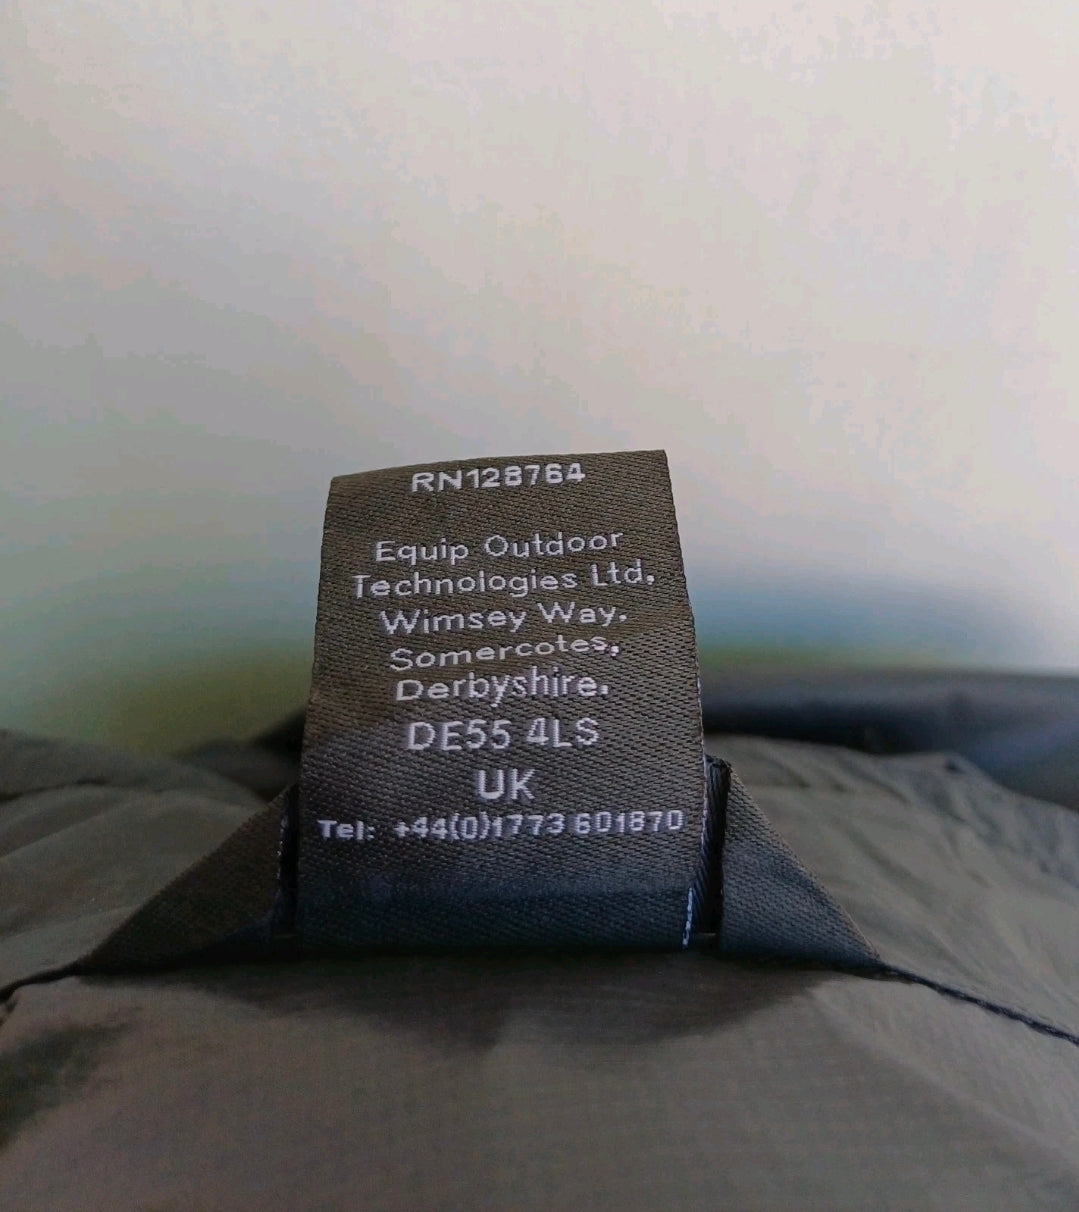 RN128764
Equip Outdoor
Technologies Ltd.
Wimsey Way.
Somercotes,
Derbyshire.
DE55 4LS
UK
Tel: +44(0)1773 601870